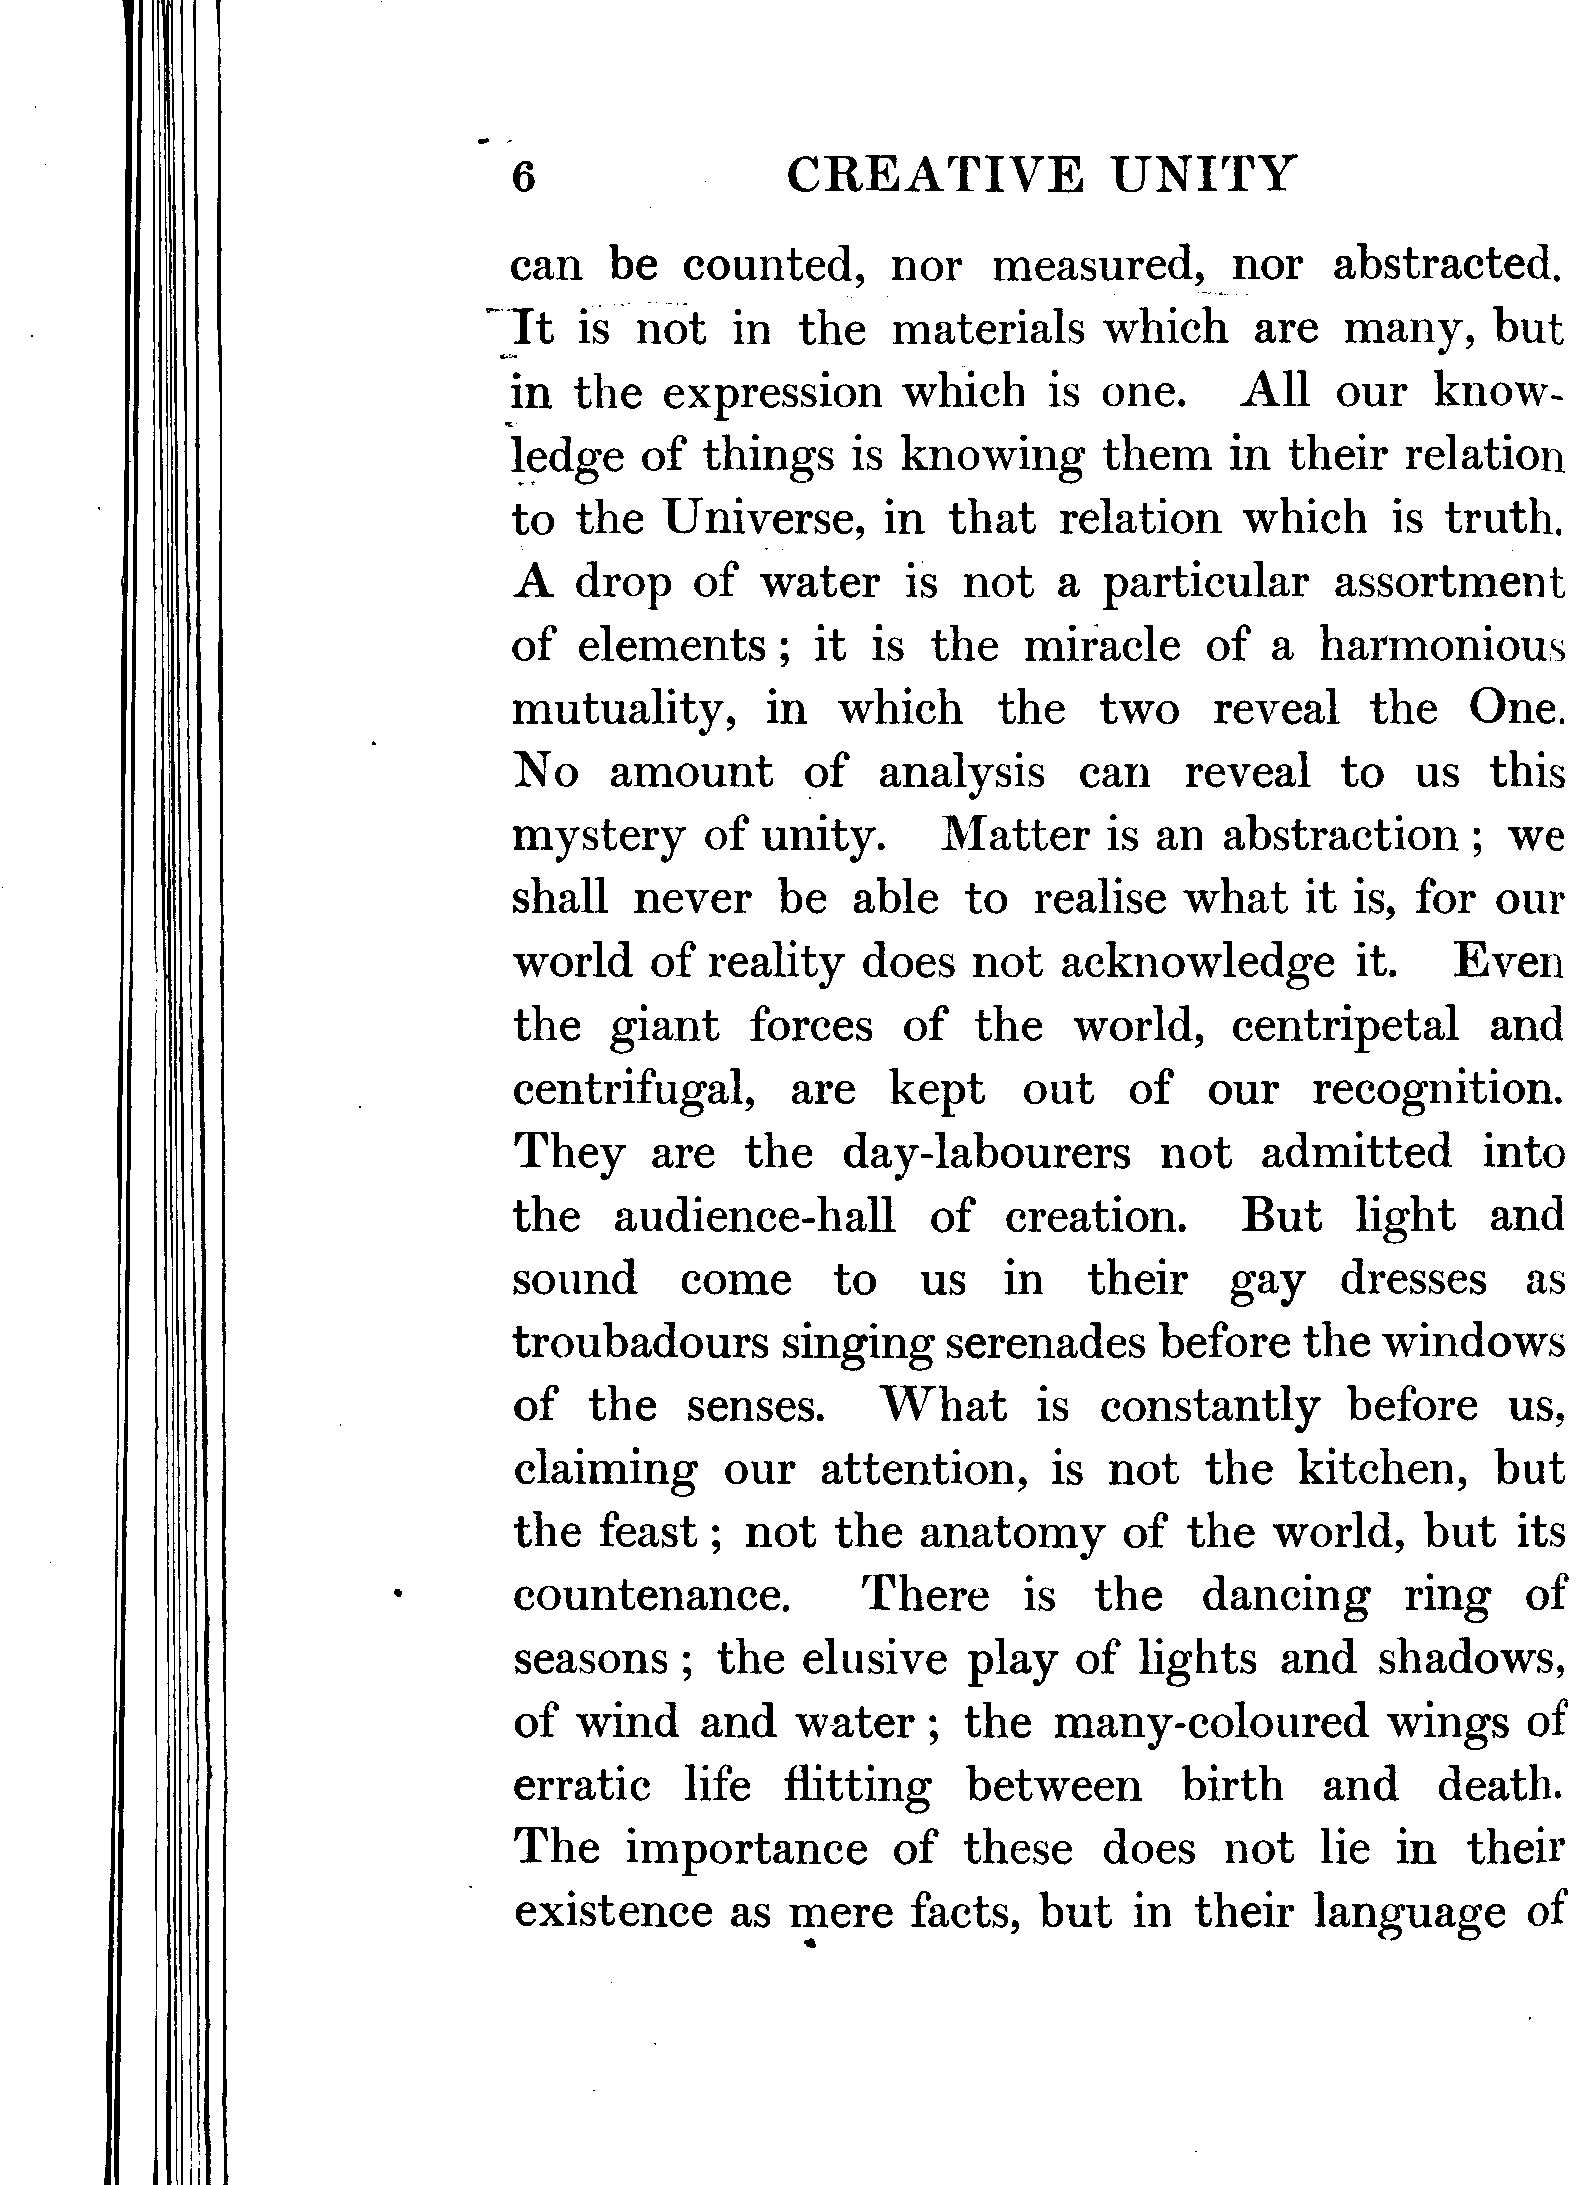 6 CREATIVE UNITY
can be counted, nor measured, nor abstracted.
It is not in the materials which are many, but
in the expression which is one. All our know-
ledge of things is knowing them in their relation
to the Universe, in that relation which is truth.
A drop of water is not a particular assortment
of elements ; it is the miracle of a harmonious
mutuality, in which the two reveal the One.
No amount of analysis can reveal to us this
mystery of unity. Matter is an abstraction ; we
shall never be able to realise what it is, for our
world of reality does not acknowledge it. Even
the giant forces of the world, centripetal and
centrifugal, are kept out of our recognition.
They are the day-labourers not admitted into
the audience-hall of creation. But light and
sound come to us in their gay dresses as
troubadours singing serenades before the windows
of the senses. What is constantly before us,
claiming our attention, is not the kitchen, but
the feast ; not the anatomy of the world, but its
countenance. There is the dancing ring of
seasons ; the elusive play of lights and shadows,
of wind and water ; the many-coloured wings of
erratic life flitting between birth and death.
The importance of these does not lie in their
existence as mere facts, but in their language of